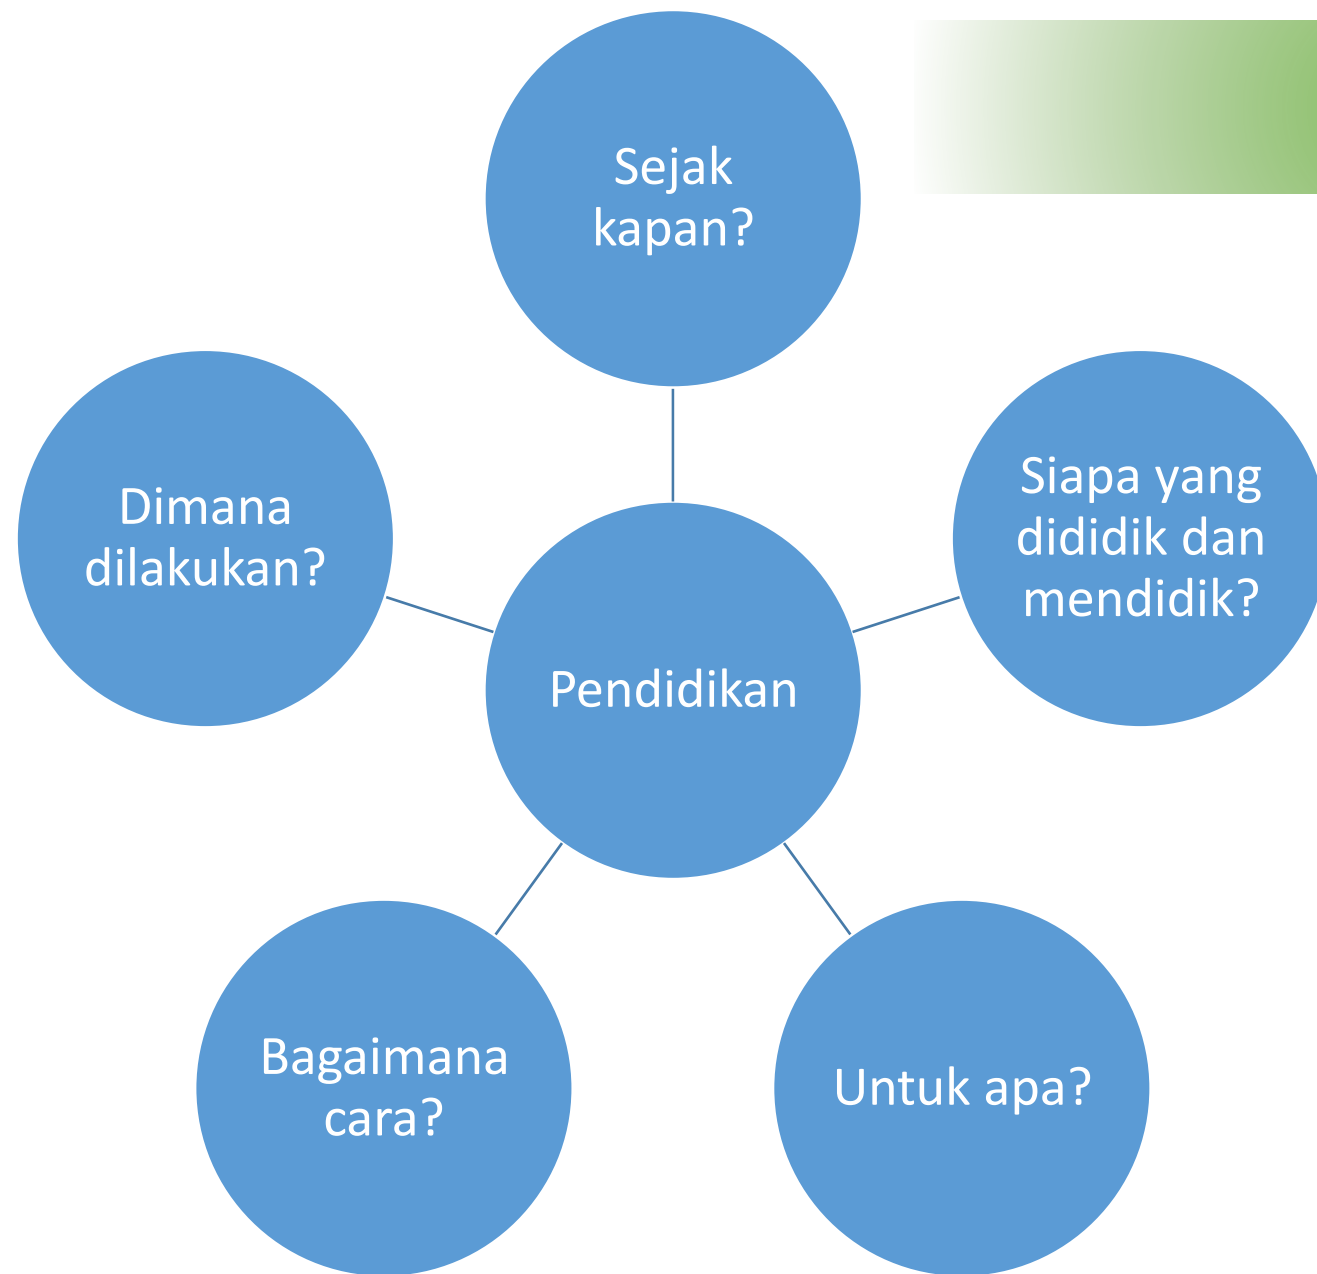 Sejak
kapan?
Siapa yang
dididik dan
mendidik?
Untuk apa?
Bagaimana
cara?
Dimana
dilakukan?
Pendidikan